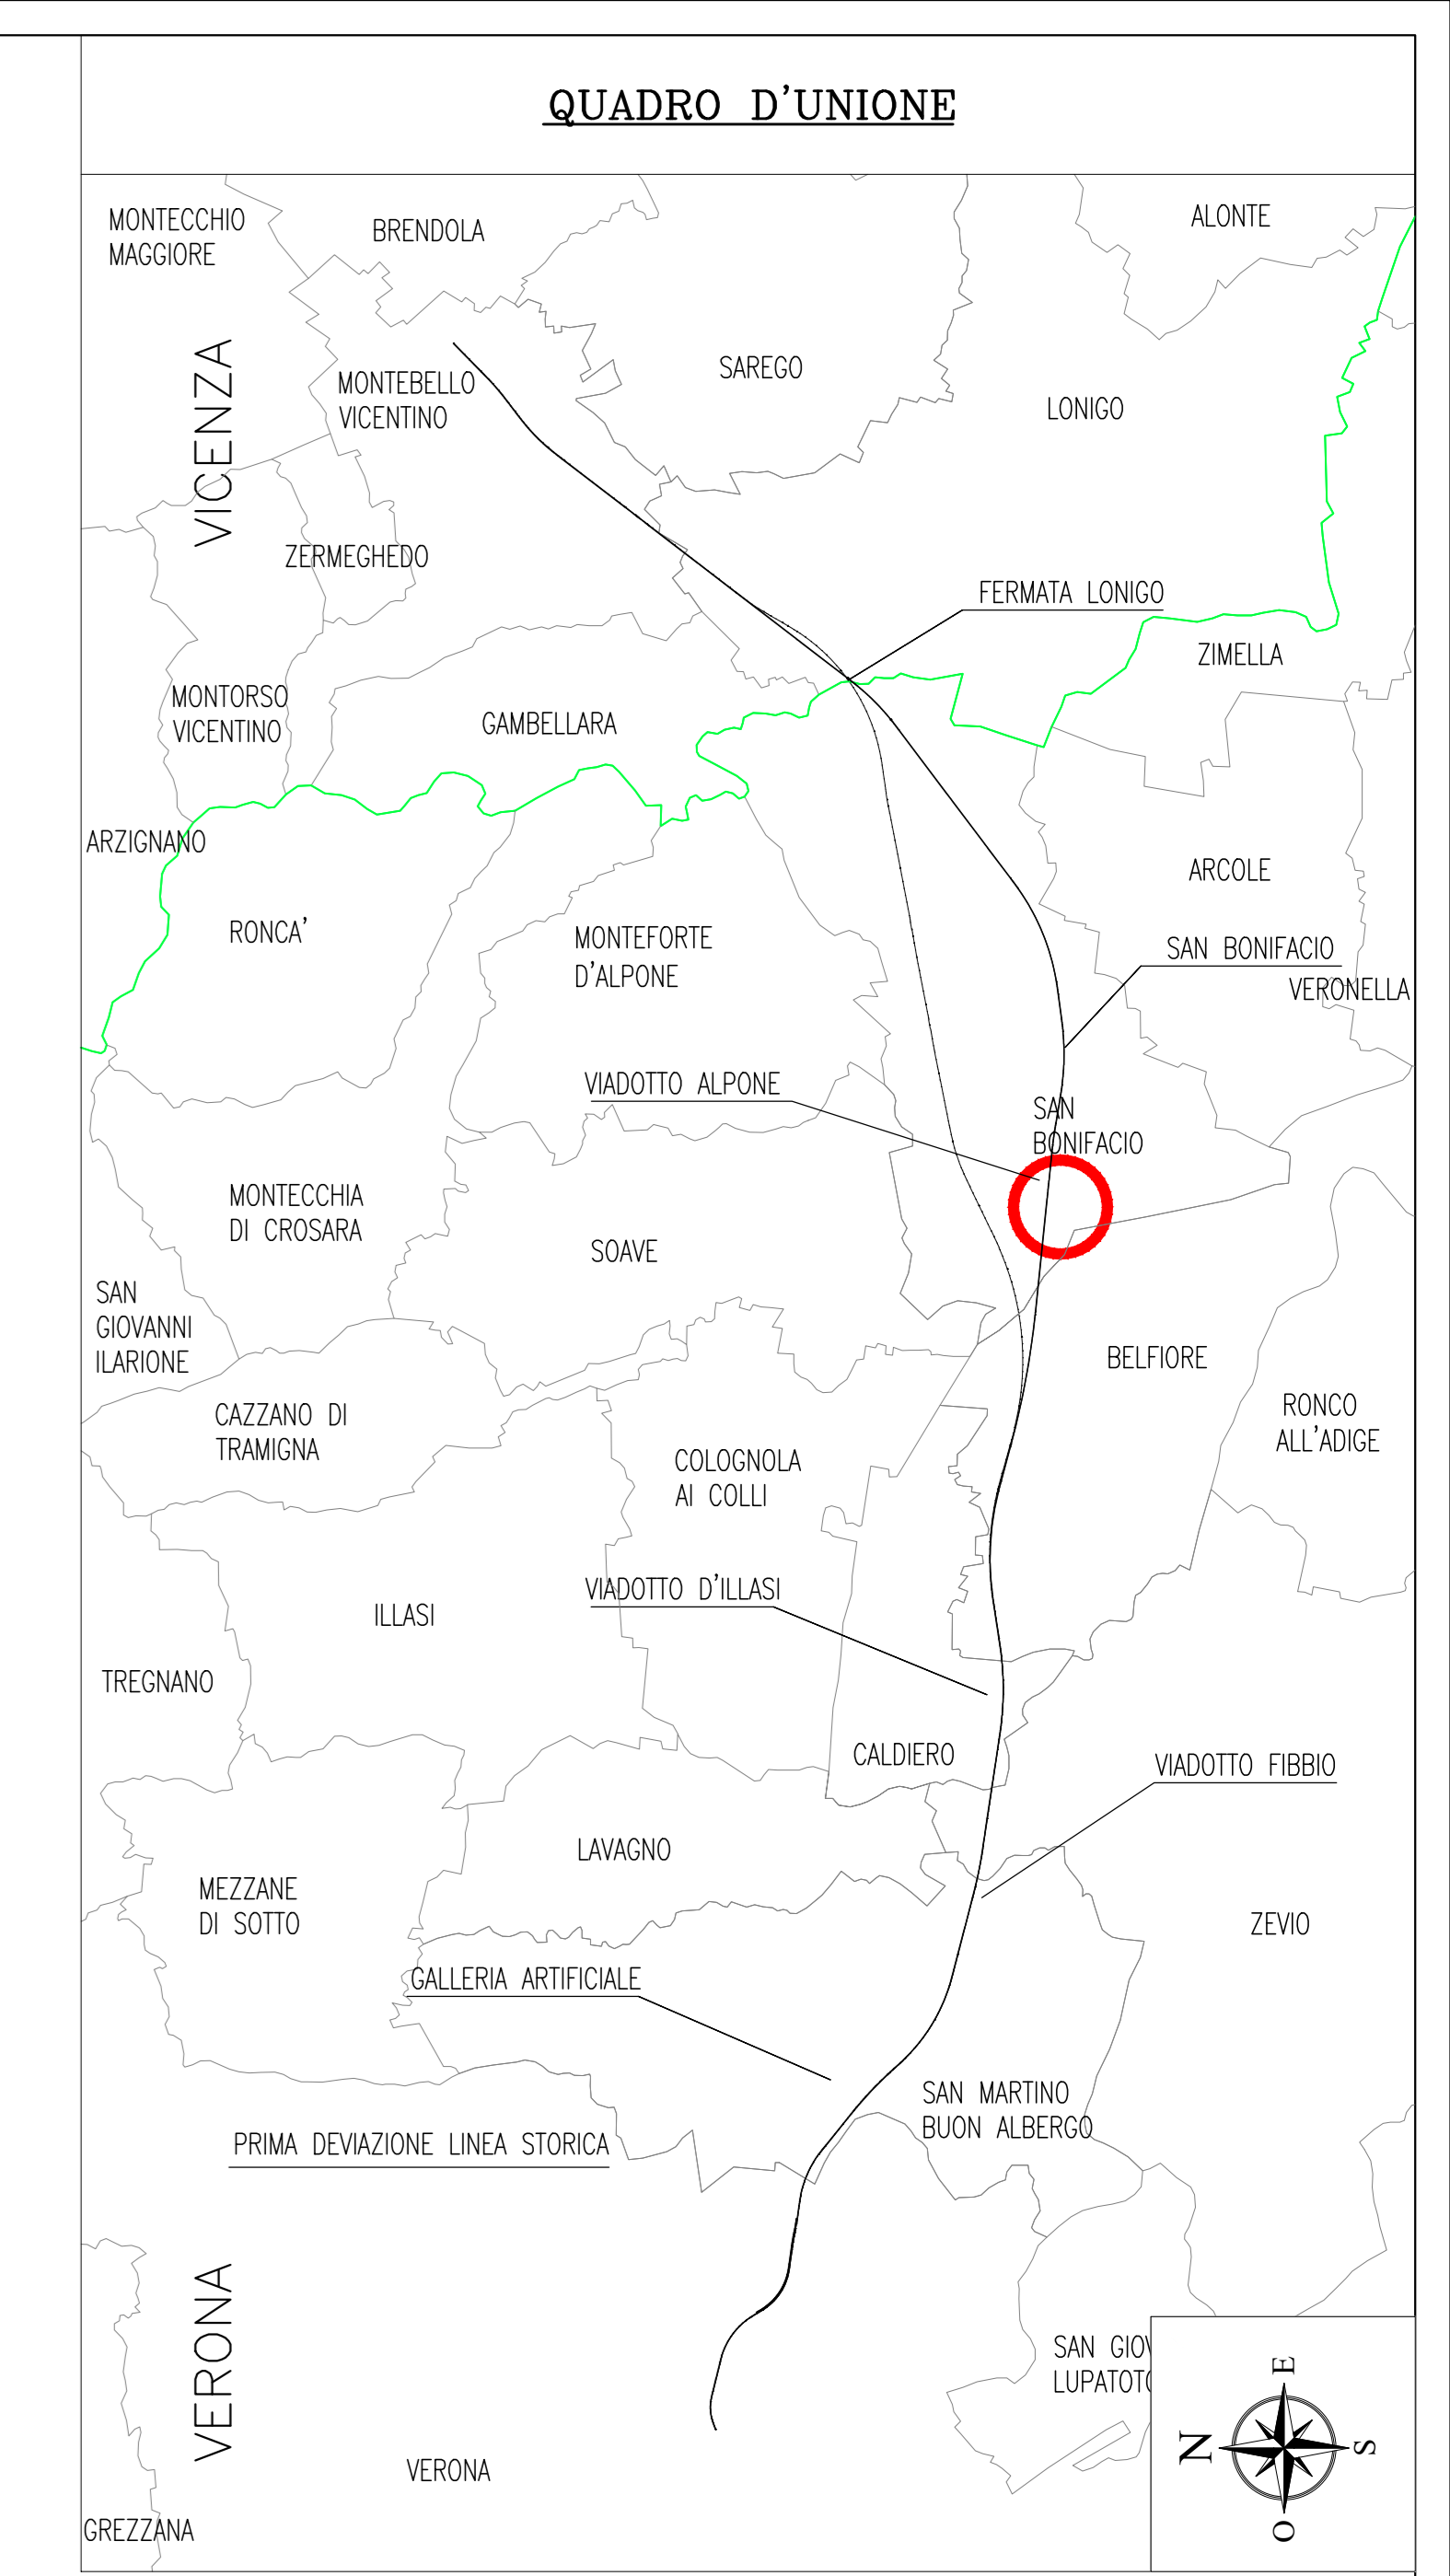 QUADRO D'UNIONE
MONTECCHIO
MAGGIORE
BRENDOLA
ALONTE
VICENZA
MONTEBELLO
VICENTINO
SAREGO
LONIGO
ZERMEGHEDO
FERMATA LONIGO
ZIMELLA
MONTORSO
VICENTINO
GAMBELLARA
ARZIGNANO
ARCOLE
RONCA'
MONTEFORTE
D'ALPONE
SAN BONIFACIO
VERONELLA
VIADOTTO ALPONE
SAN
BONIFACIO
MONTECCHIA
DI CROSARA
SOAVE
SAN
GIOVANNI
ILARIONE
BELFIORE
CAZZANO DI
TRAMIGNA
RONCO
ALL'ADIGE
COLOGNOLA
AI COLLI
VIADOTTO D'ILLASI
ILLASI
TREGNANO
CALDIERO
VIADOTTO FIBBIO
LAVAGNO
MEZZANE
DI SOTTO
ZEVIO
GALLERIA ARTIFICIALE
SAN MARTINO
BUON ALBERGO
PRIMA DEVIAZIONE LINEA STORICA
VERONA
SAN GIOV
LUPATOTO
E
N
S
O
VERONA
GREZZANA